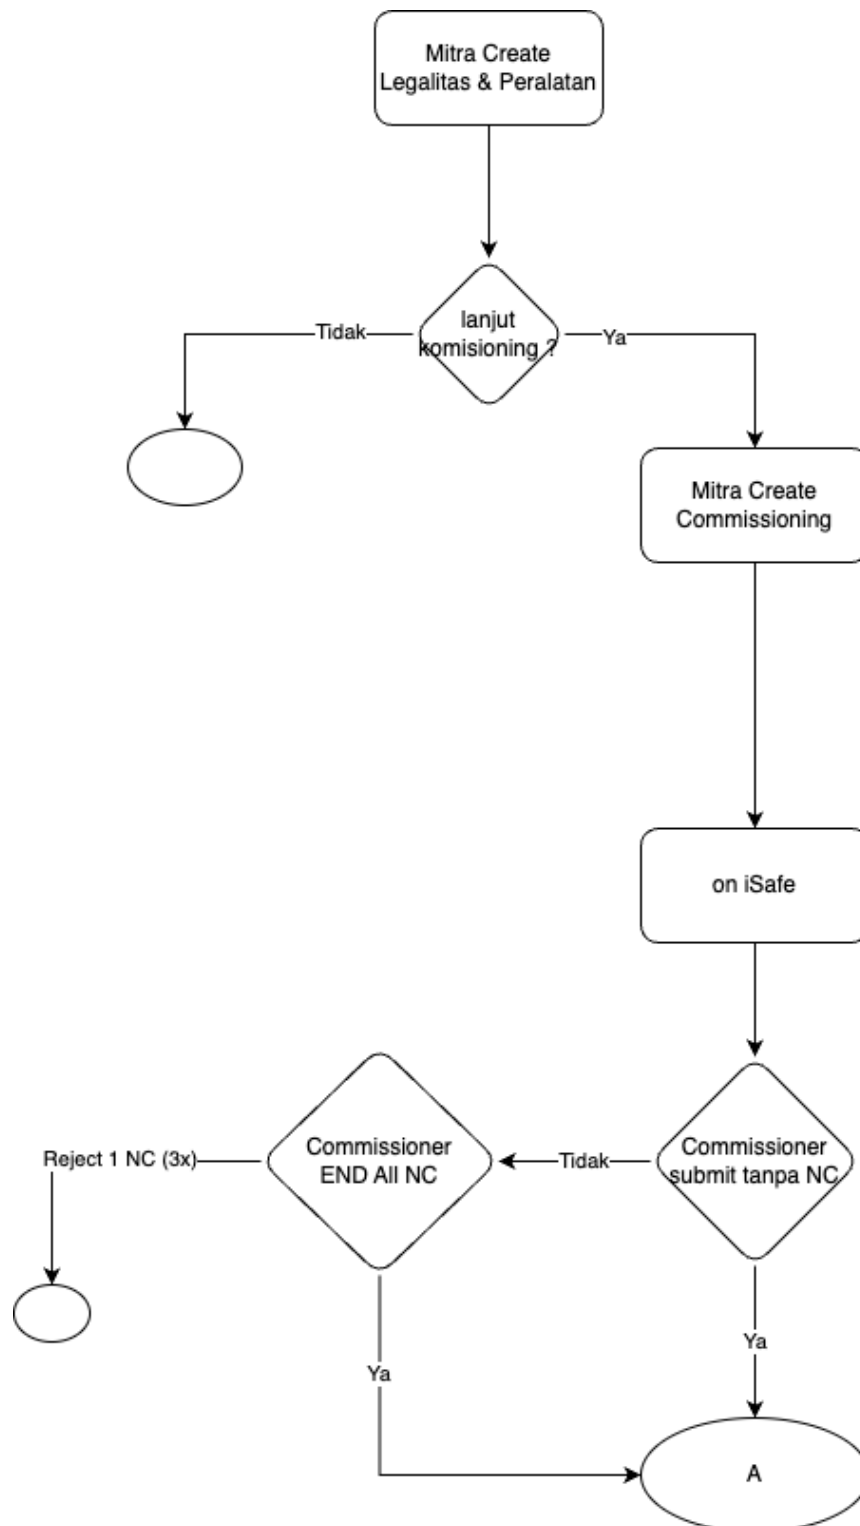 Mitra Create
Legalitas & Peralatan
lanjut
komisioning ?
Tidak
Ya
Mitra Create
Commissioning
on iSafe
Commissioner
submit tanpa NC
Tidak
Commissioner
END All NC
Reject 1 NC (3x)
Ya
Ya
A